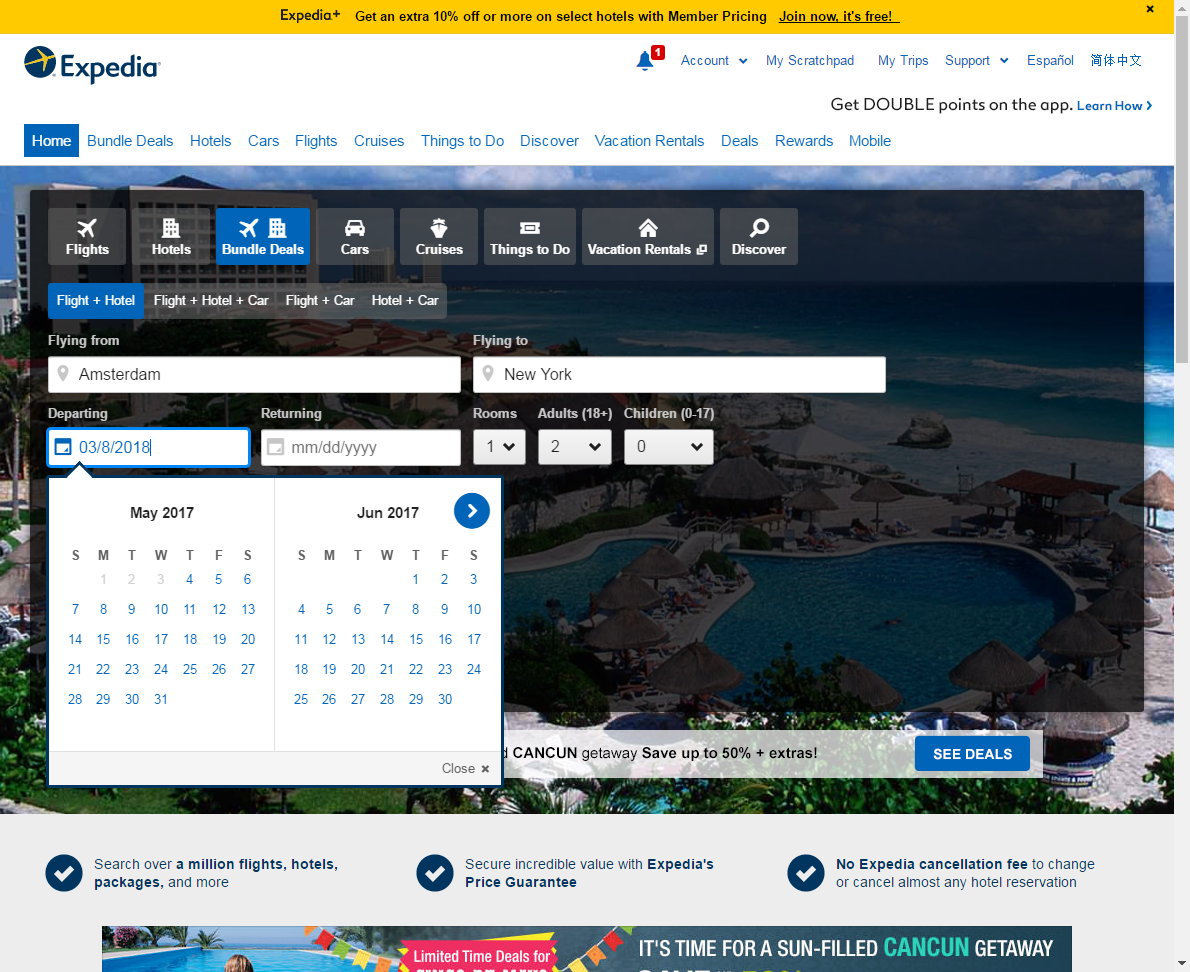 Expedia+ Get an extra 10% off or more on select hotels with Member Pricing Join now, it's free!
Expedia
1 Account My Scratchpad My Trips Support Español 简体中文
Get DOUBLE points on the app. Learn How
Home Bundle Deals Hotels Cars Flights Cruises Things to Do Discover Vacation Rentals Deals Rewards Mobile
Flights Hotels Bundle Deals Cars Cruises Things to Do Vacation Rentals Discover
Flight + Hotel Flight + Hotel + Car Flight + Car Hotel + Car
Flying from Flying to
Amsterdam New York
Departing Returning Rooms Adults (18+) Children (0-17)
03/8/2018 mm/dd/yyyy 1 2 0
May 2017 Jun 2017
S M T W T F S S M T W T F S
1 2 3 4 5 6 1 2 3
7 8 9 10 11 12 13 4 5 6 7 8 9 10
14 15 16 17 18 19 20 11 12 13 14 15 16 17
21 22 23 24 25 26 27 18 19 20 21 22 23 24
28 29 30 31 25 26 27 28 29 30
CANCUN getaway Save up to 50% + extras! SEE DEALS
Close
Search over a million flights, hotels,
packages, and more
Secure incredible value with Expedia's
Price Guarantee
No Expedia cancellation fee to change
or cancel almost any hotel reservation
Limited Time Deals for
IT'S TIME FOR A SUN-FILLED CANCUN GETAWAY